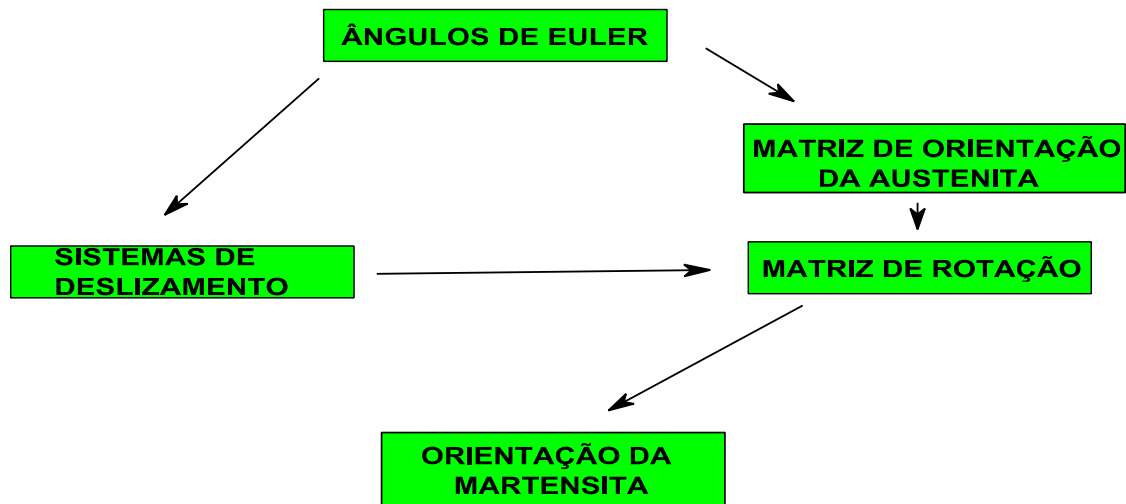 ÂNGULOS DE EULER
MATRIZ DE ORIENTAÇÃO
DA AUSTENITA
SISTEMAS DE
DESLIZAMENTO
MATRIZ DE ROTAÇÃO
ORIENTAÇÃO DA
MARTENSITA